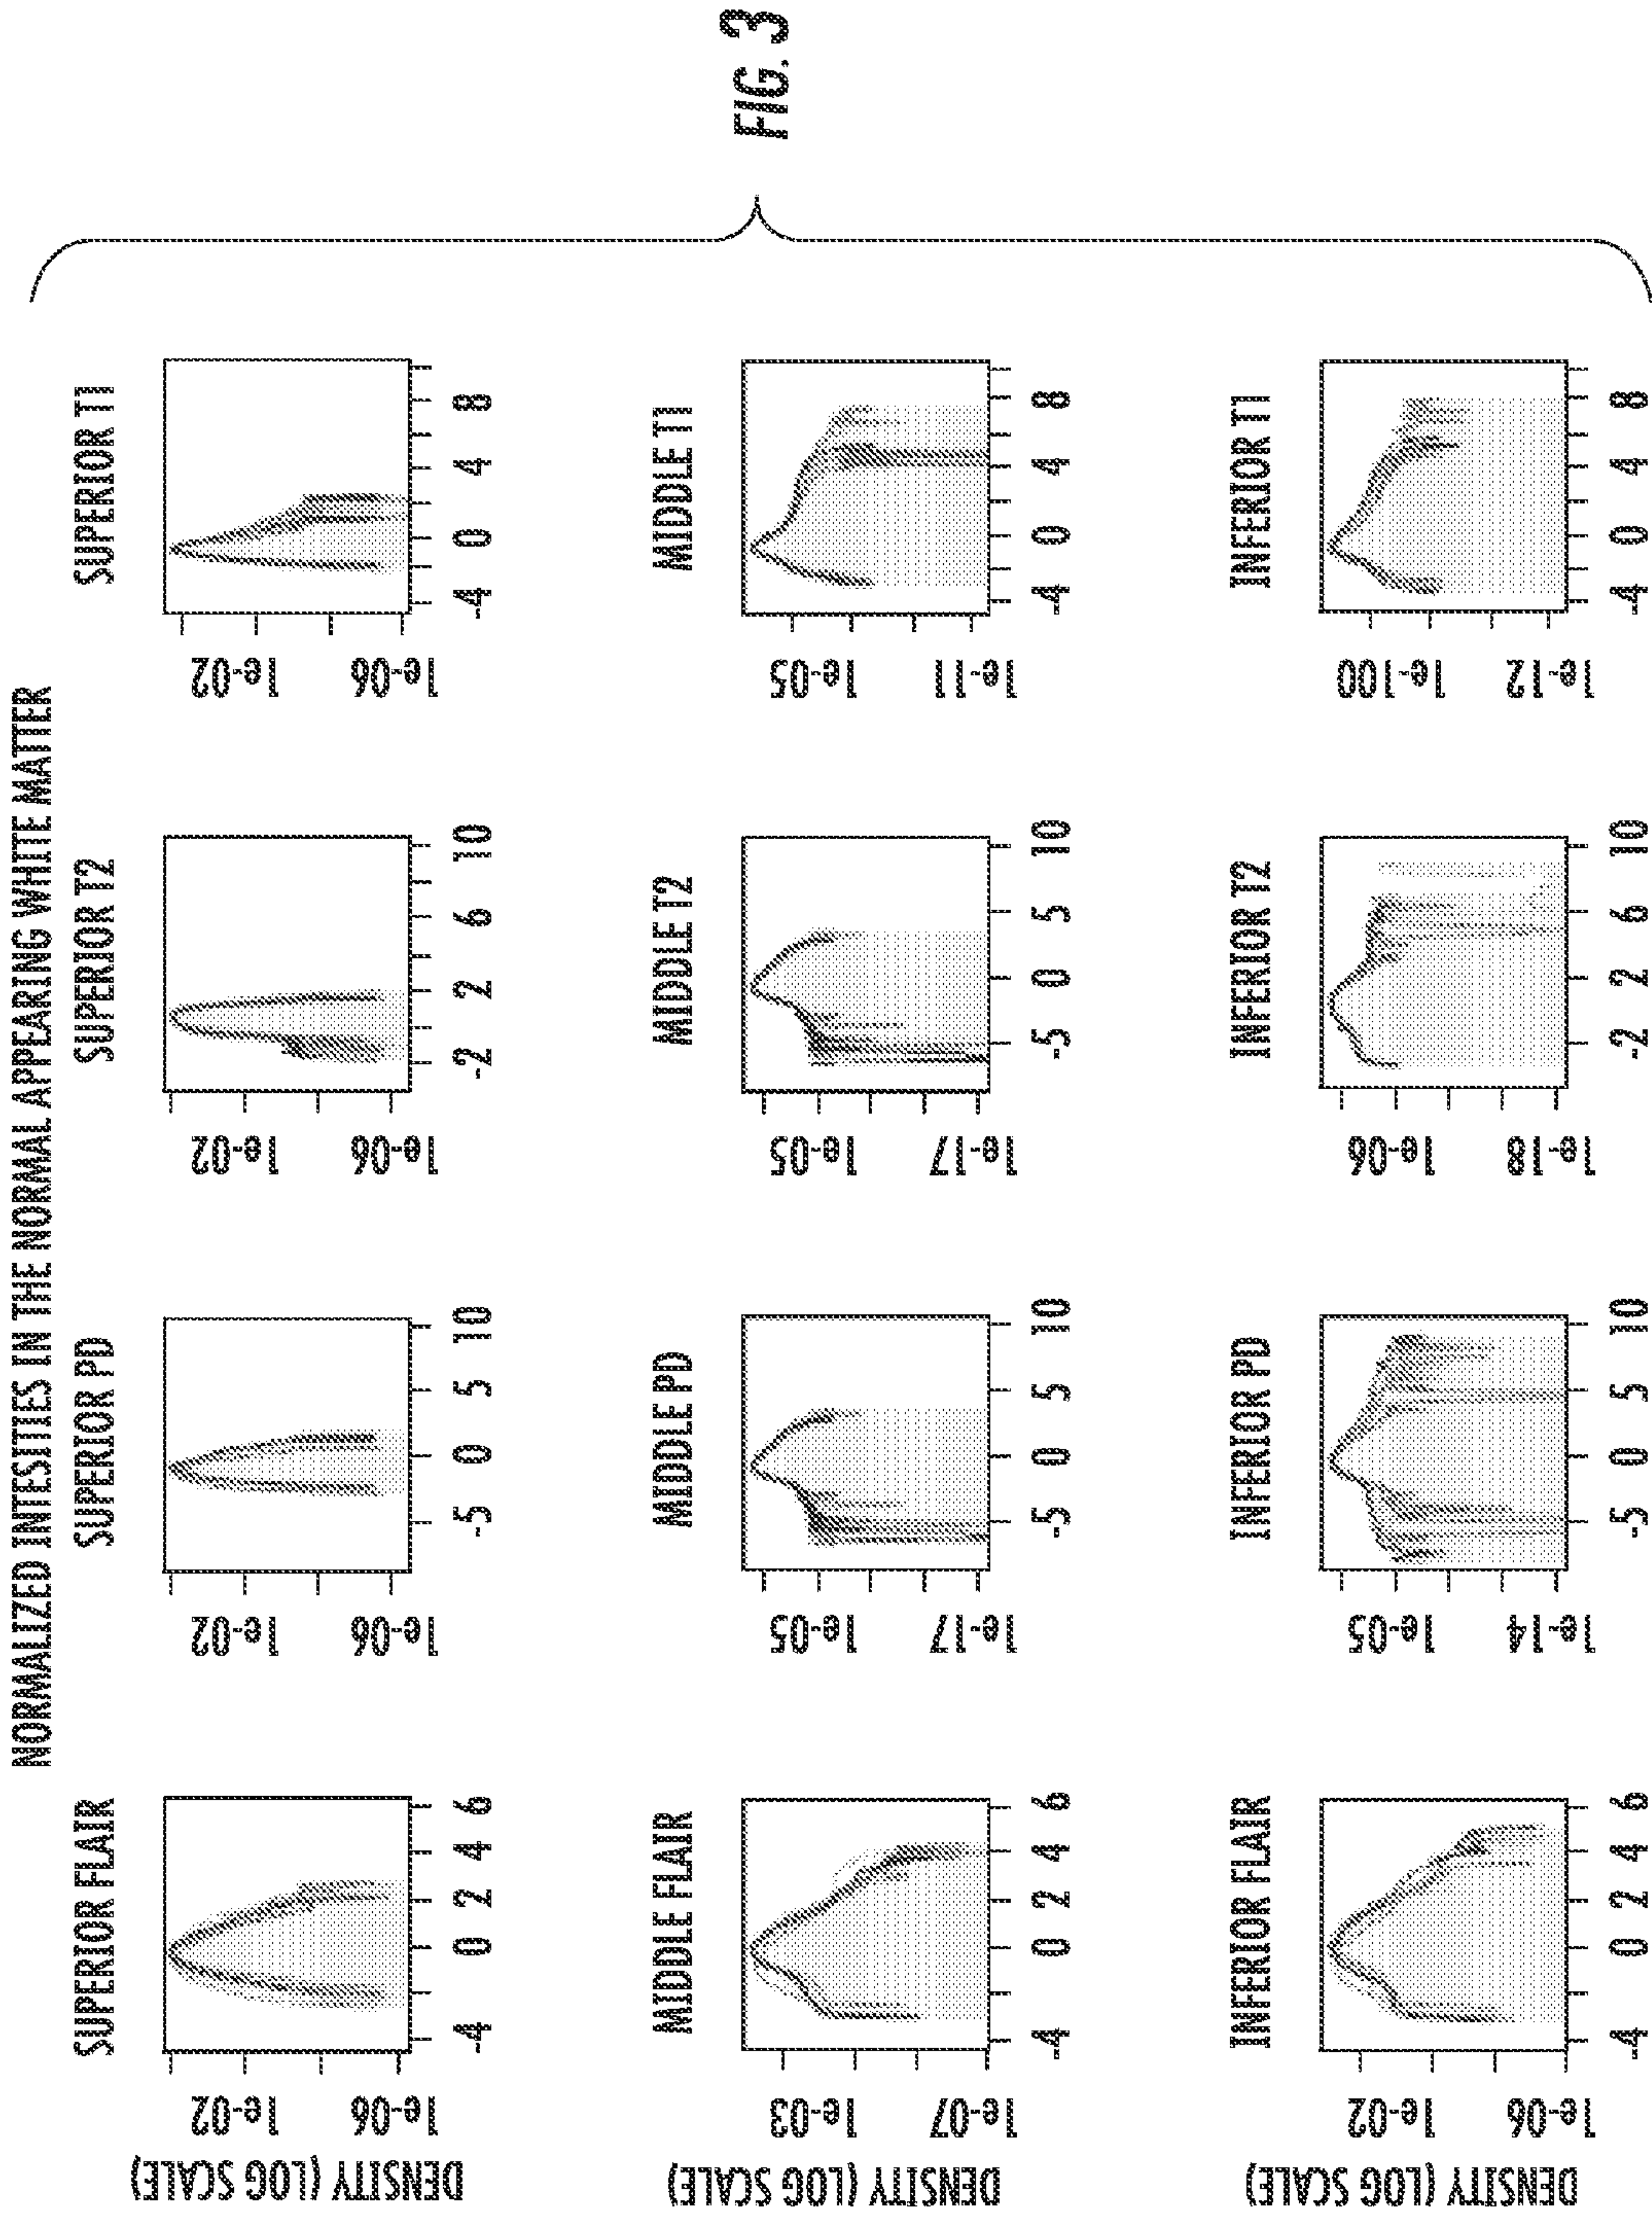 NORMALIZED INTESITIES IN THE NORMAL APPEARING WHITE MATTER
SUPERIOR FLAIR
SUPERIOR PD
SUPERIOR T2
SUPERIOR T1
DENSITY (LOG SCALE)
1e-06 1e-02
1e-06 1e-02
1e-06 1e-02
1e-06 1e-02
-4 0 2 4 6
-5 0 5 10
-2 2 6 10
-4 0 4 8
MIDDLE FLAIR
MIDDLE PD
MIDDLE T2
MIDDLE T1
DENSITY (LOG SCALE)
1e-07 1e-03
1e-17 1e-05
1e-17 1e-05
1e-11 1e-05
-4 0 2 4 6
-5 0 5 10
-5 0 5 10
-4 0 4 8
INFERIOR FLAIR
INFERIOR PD
INFERIOR T2
INFERIOR T1
DENSITY (LOG SCALE)
1e-06 1e-02
1e-14 1e-05
1e-18 1e-06
1e-12 1e-100
-4 0 2 4 6
-5 0 5 10
-2 2 6 10
-4 0 4 8
FIG. 3